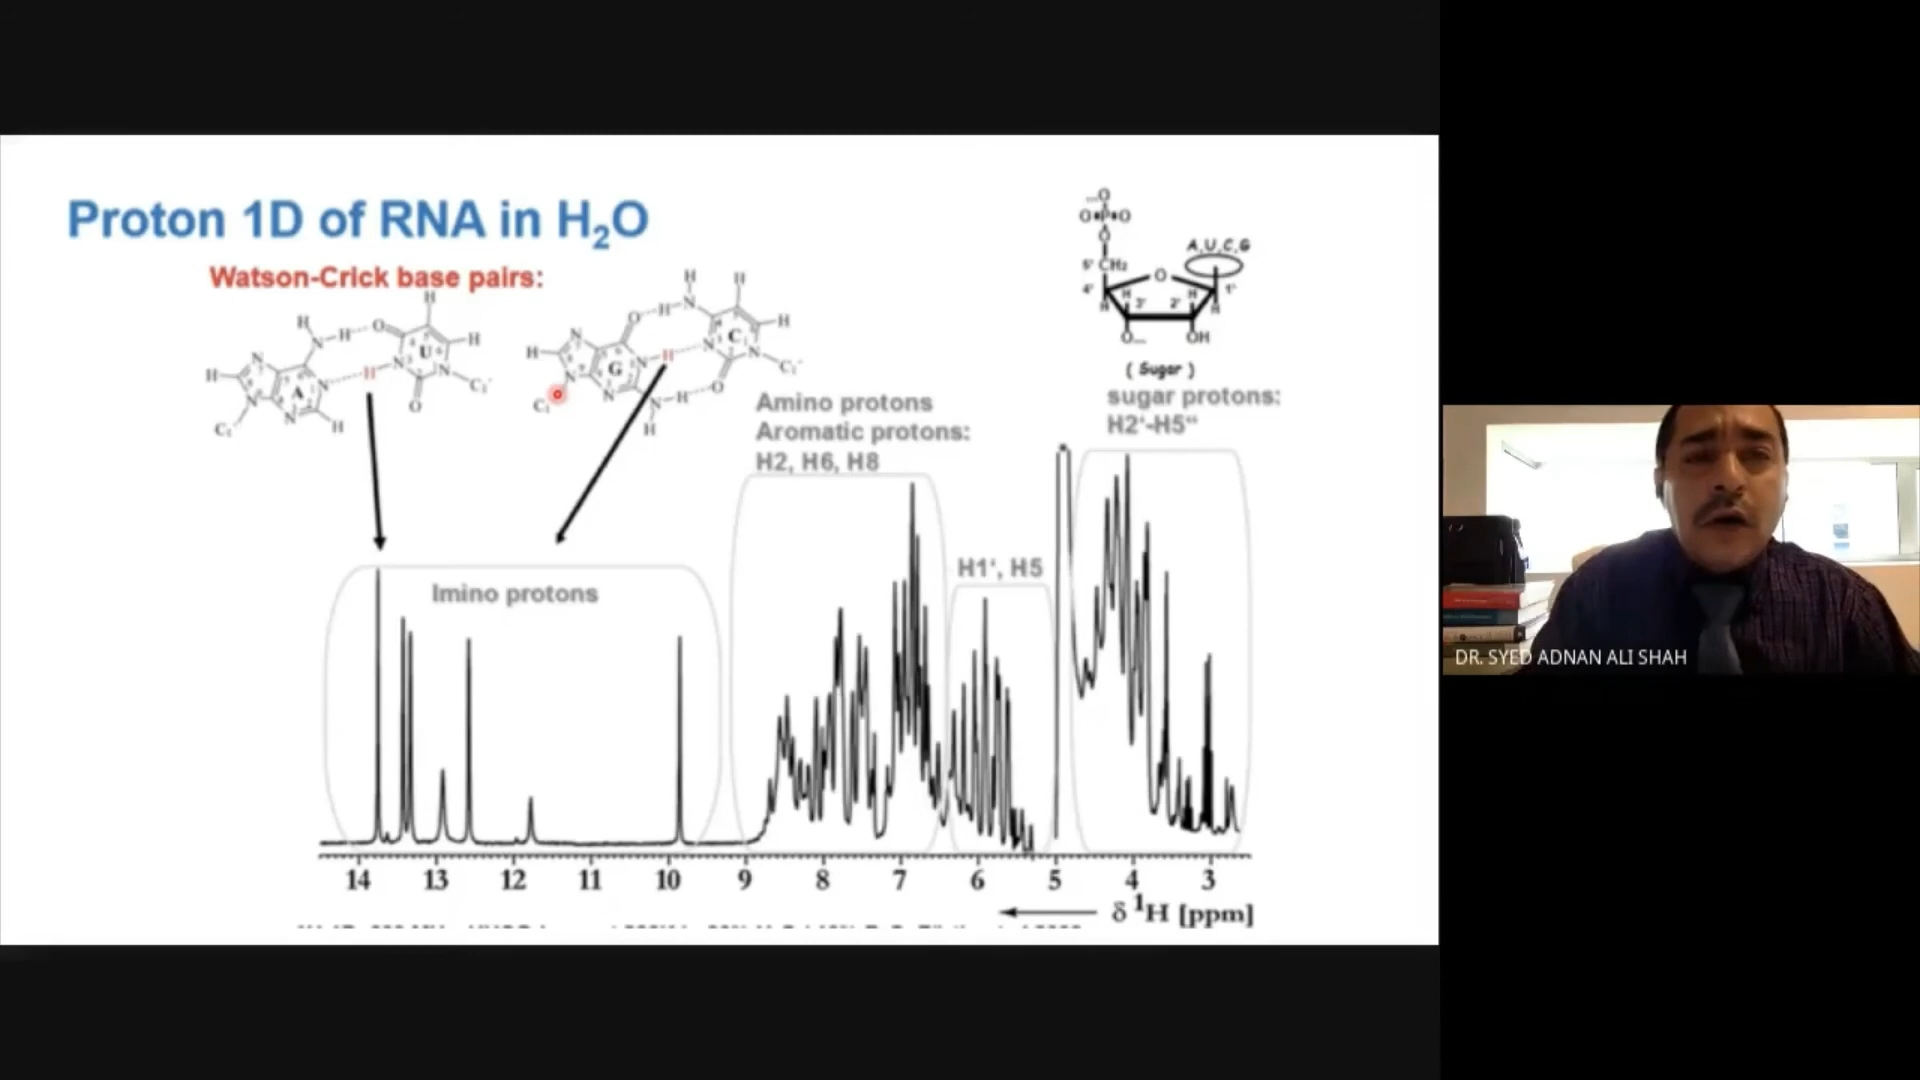 Proton 1D of RNA in H₂O
Watson-Crick base pairs:
A,U,C,G
( Sugar )
sugar protons:
H2'-H5"
Amino protons
Aromatic protons:
H2, H6, H8
H1', H5
Imino protons
14 13 12 11 10 9 8 7 6 5 4 3
δ ¹H [ppm]
DR. SYED ADNAN ALI SHAH